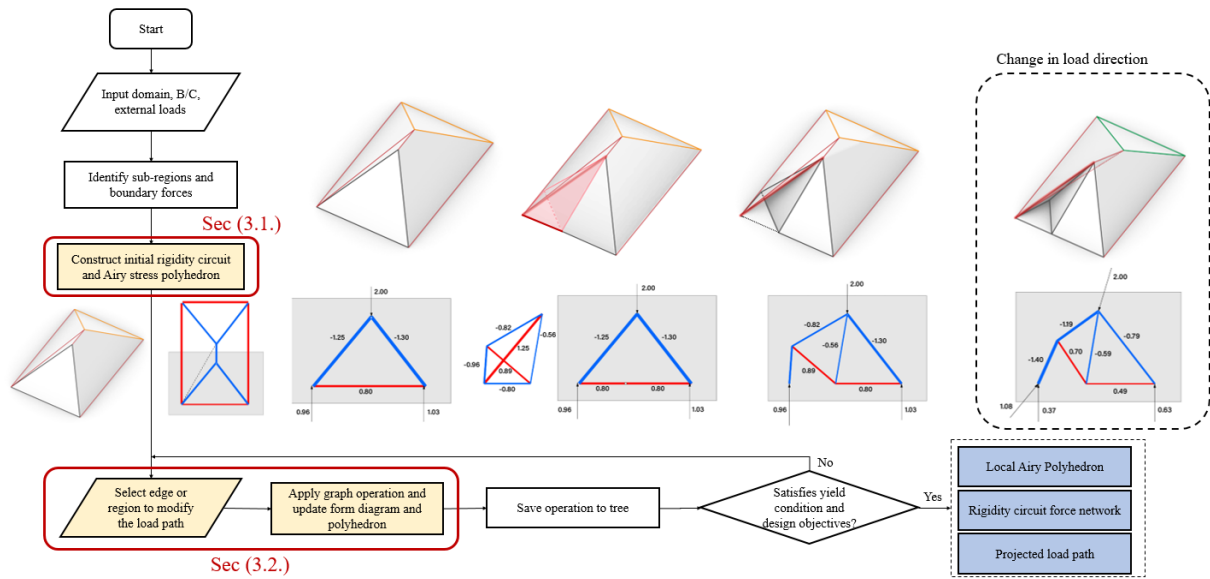 Start
Change in load direction
Input domain, B/C,
external loads
Identify sub-regions and
boundary forces
Sec (3.1.)
Construct initial rigidity circuit
and Airy stress polyhedron
2.00
-1.25
-1.30
0.80
0.96
1.03
-0.82
-0.56
1.25
-0.96
0.89
-0.80
2.00
-1.25
-1.30
0.80
0.80
0.96
1.03
2.00
-0.82
-0.56
-1.30
0.89
0.80
0.96
1.03
2.00
-1.19
-0.79
0.70
-0.59
-1.40
0.49
1.08
0.37
0.63
No
Select edge or
region to modify
the load path
Apply graph operation and
update form diagram and
polyhedron
Save operation to tree
Satisfies yield
condition and
design objectives?
Yes
Local Airy Polyhedron
Rigidity circuit force network
Projected load path
Sec (3.2.)